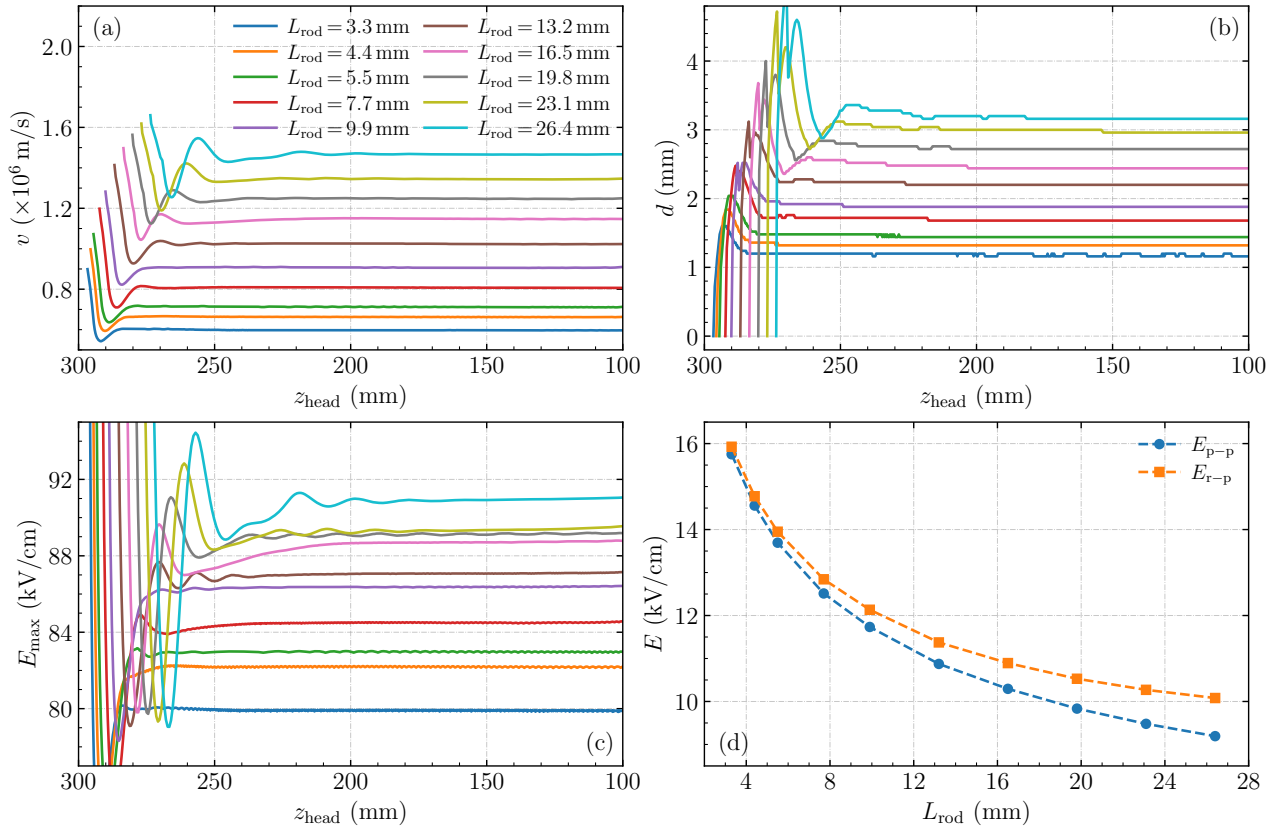 (a)
L_rod = 3.3 mm
L_rod = 4.4 mm
L_rod = 5.5 mm
L_rod = 7.7 mm
L_rod = 9.9 mm
L_rod = 13.2 mm
L_rod = 16.5 mm
L_rod = 19.8 mm
L_rod = 23.1 mm
L_rod = 26.4 mm
2.0
1.6
1.2
0.8
v (×10⁶ m/s)
300 250 200 150 100
z_head (mm)
(b)
4
3
2
1
0
d (mm)
300 250 200 150 100
z_head (mm)
(c)
92
88
84
80
E_max (kV/cm)
300 250 200 150 100
z_head (mm)
(d)
E_p−p
E_r−p
16
14
12
10
E (kV/cm)
4 8 12 16 20 24 28
L_rod (mm)